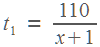 t₁ = 110/(x+1)